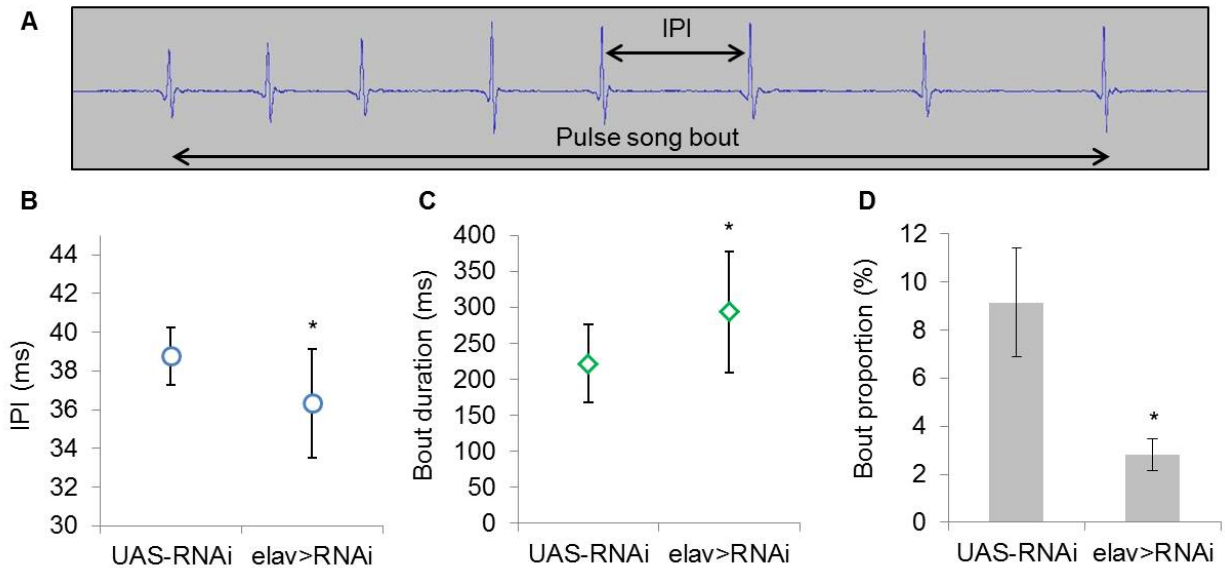 A
IPI
Pulse song bout
B
IPI (ms)
44
42
40
38
36
34
32
30
*
UAS-RNAi elav>RNAi
C
Bout duration (ms)
400
350
300
250
200
150
100
50
0
*
UAS-RNAi elav>RNAi
D
Bout proportion (%)
12
10
8
6
4
2
0
*
UAS-RNAi elav>RNAi